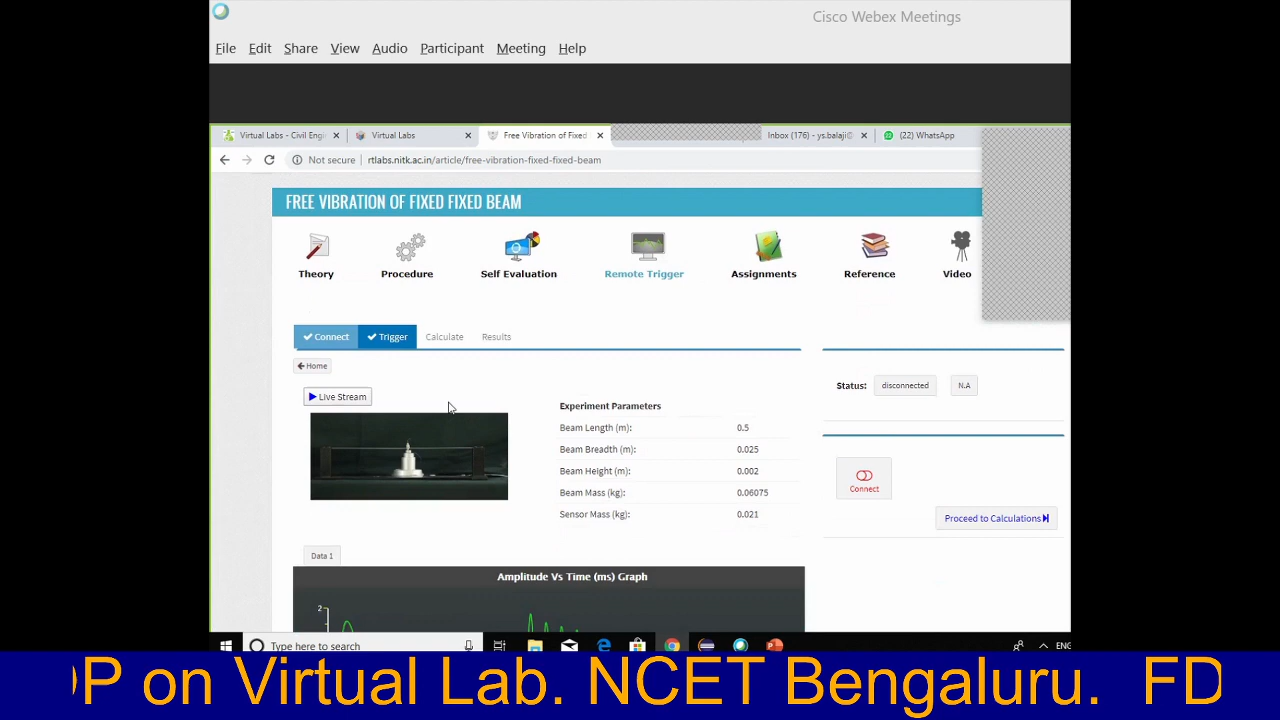 Cisco Webex Meetings
File Edit Share View Audio Participant Meeting Help
Virtual Labs - Civil Engi Virtual Labs Free Vibration of Fixed Inbox (176) - ys.balaji@ (22) WhatsApp
Not secure rtlabs.nitk.ac.in/article/free-vibration-fixed-fixed-beam
FREE VIBRATION OF FIXED FIXED BEAM
Theory Procedure Self Evaluation Remote Trigger Assignments Reference Video
Connect Trigger Calculate Results
Home
Live Stream
Experiment Parameters
Beam Length (m): 0.5
Beam Breadth (m): 0.025
Beam Height (m): 0.002
Beam Mass (kg): 0.06075
Sensor Mass (kg): 0.021
Status: disconnected N.A
Connect
Proceed to Calculations
Data 1
Amplitude Vs Time (ms) Graph
2
Type here to search
ENG
P on Virtual Lab. NCET Bengaluru. FD